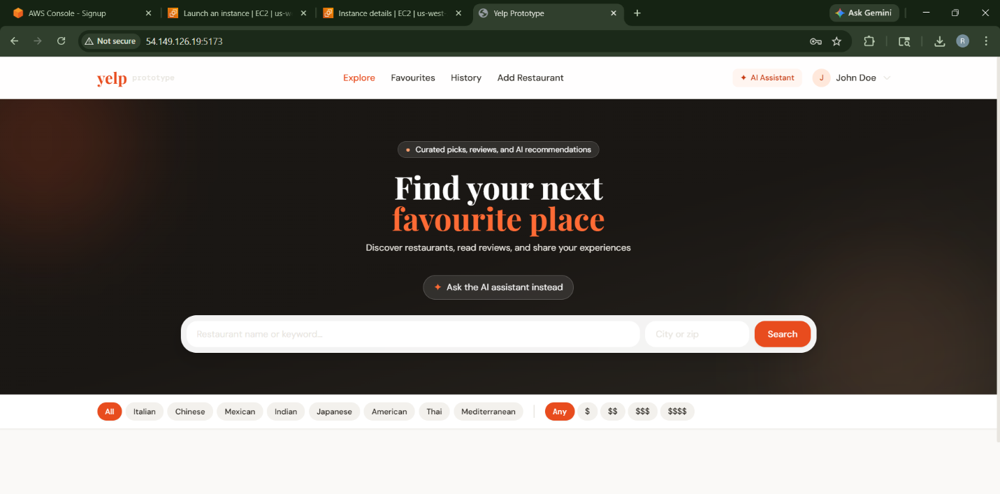 AWS Console - Signup
Launch an instance | EC2 | us-w
Instance details | EC2 | us-west-
Yelp Prototype
Ask Gemini
Not secure
54.149.126.19:5173
R
yelp prototype
Explore
Favourites
History
Add Restaurant
✦ AI Assistant
J
John Doe
Curated picks, reviews, and AI recommendations
Find your next
favourite place
Discover restaurants, read reviews, and share your experiences
✦ Ask the AI assistant instead
Restaurant name or keyword...
City or zip
Search
All
Italian
Chinese
Mexican
Indian
Japanese
American
Thai
Mediterranean
Any
$
$$
$$$
$$$$